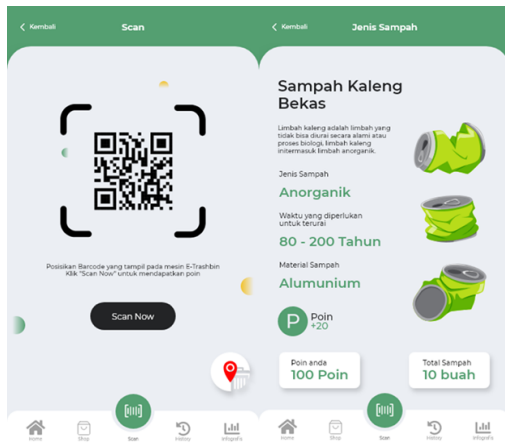 Kembali
Scan
Posisikan Barcode yang tampil pada mesin E-Trashbin
Klik "Scan Now" untuk mendapatkan poin
Scan Now
Home
Shop
Scan
History
Infografis
Kembali
Jenis Sampah
Sampah Kaleng
Bekas
Limbah kaleng adalah limbah yang
tidak bisa diurai secara alami atau
proses biologi, limbah kaleng
initermasuk limbah anorganik.
Jenis Sampah
Anorganik
Waktu yang diperlukan
untuk terurai
80 - 200 Tahun
Material Sampah
Alumunium
P
Poin
+20
Poin anda
100 Poin
Total Sampah
10 buah
Home
Shop
Scan
History
Infografis